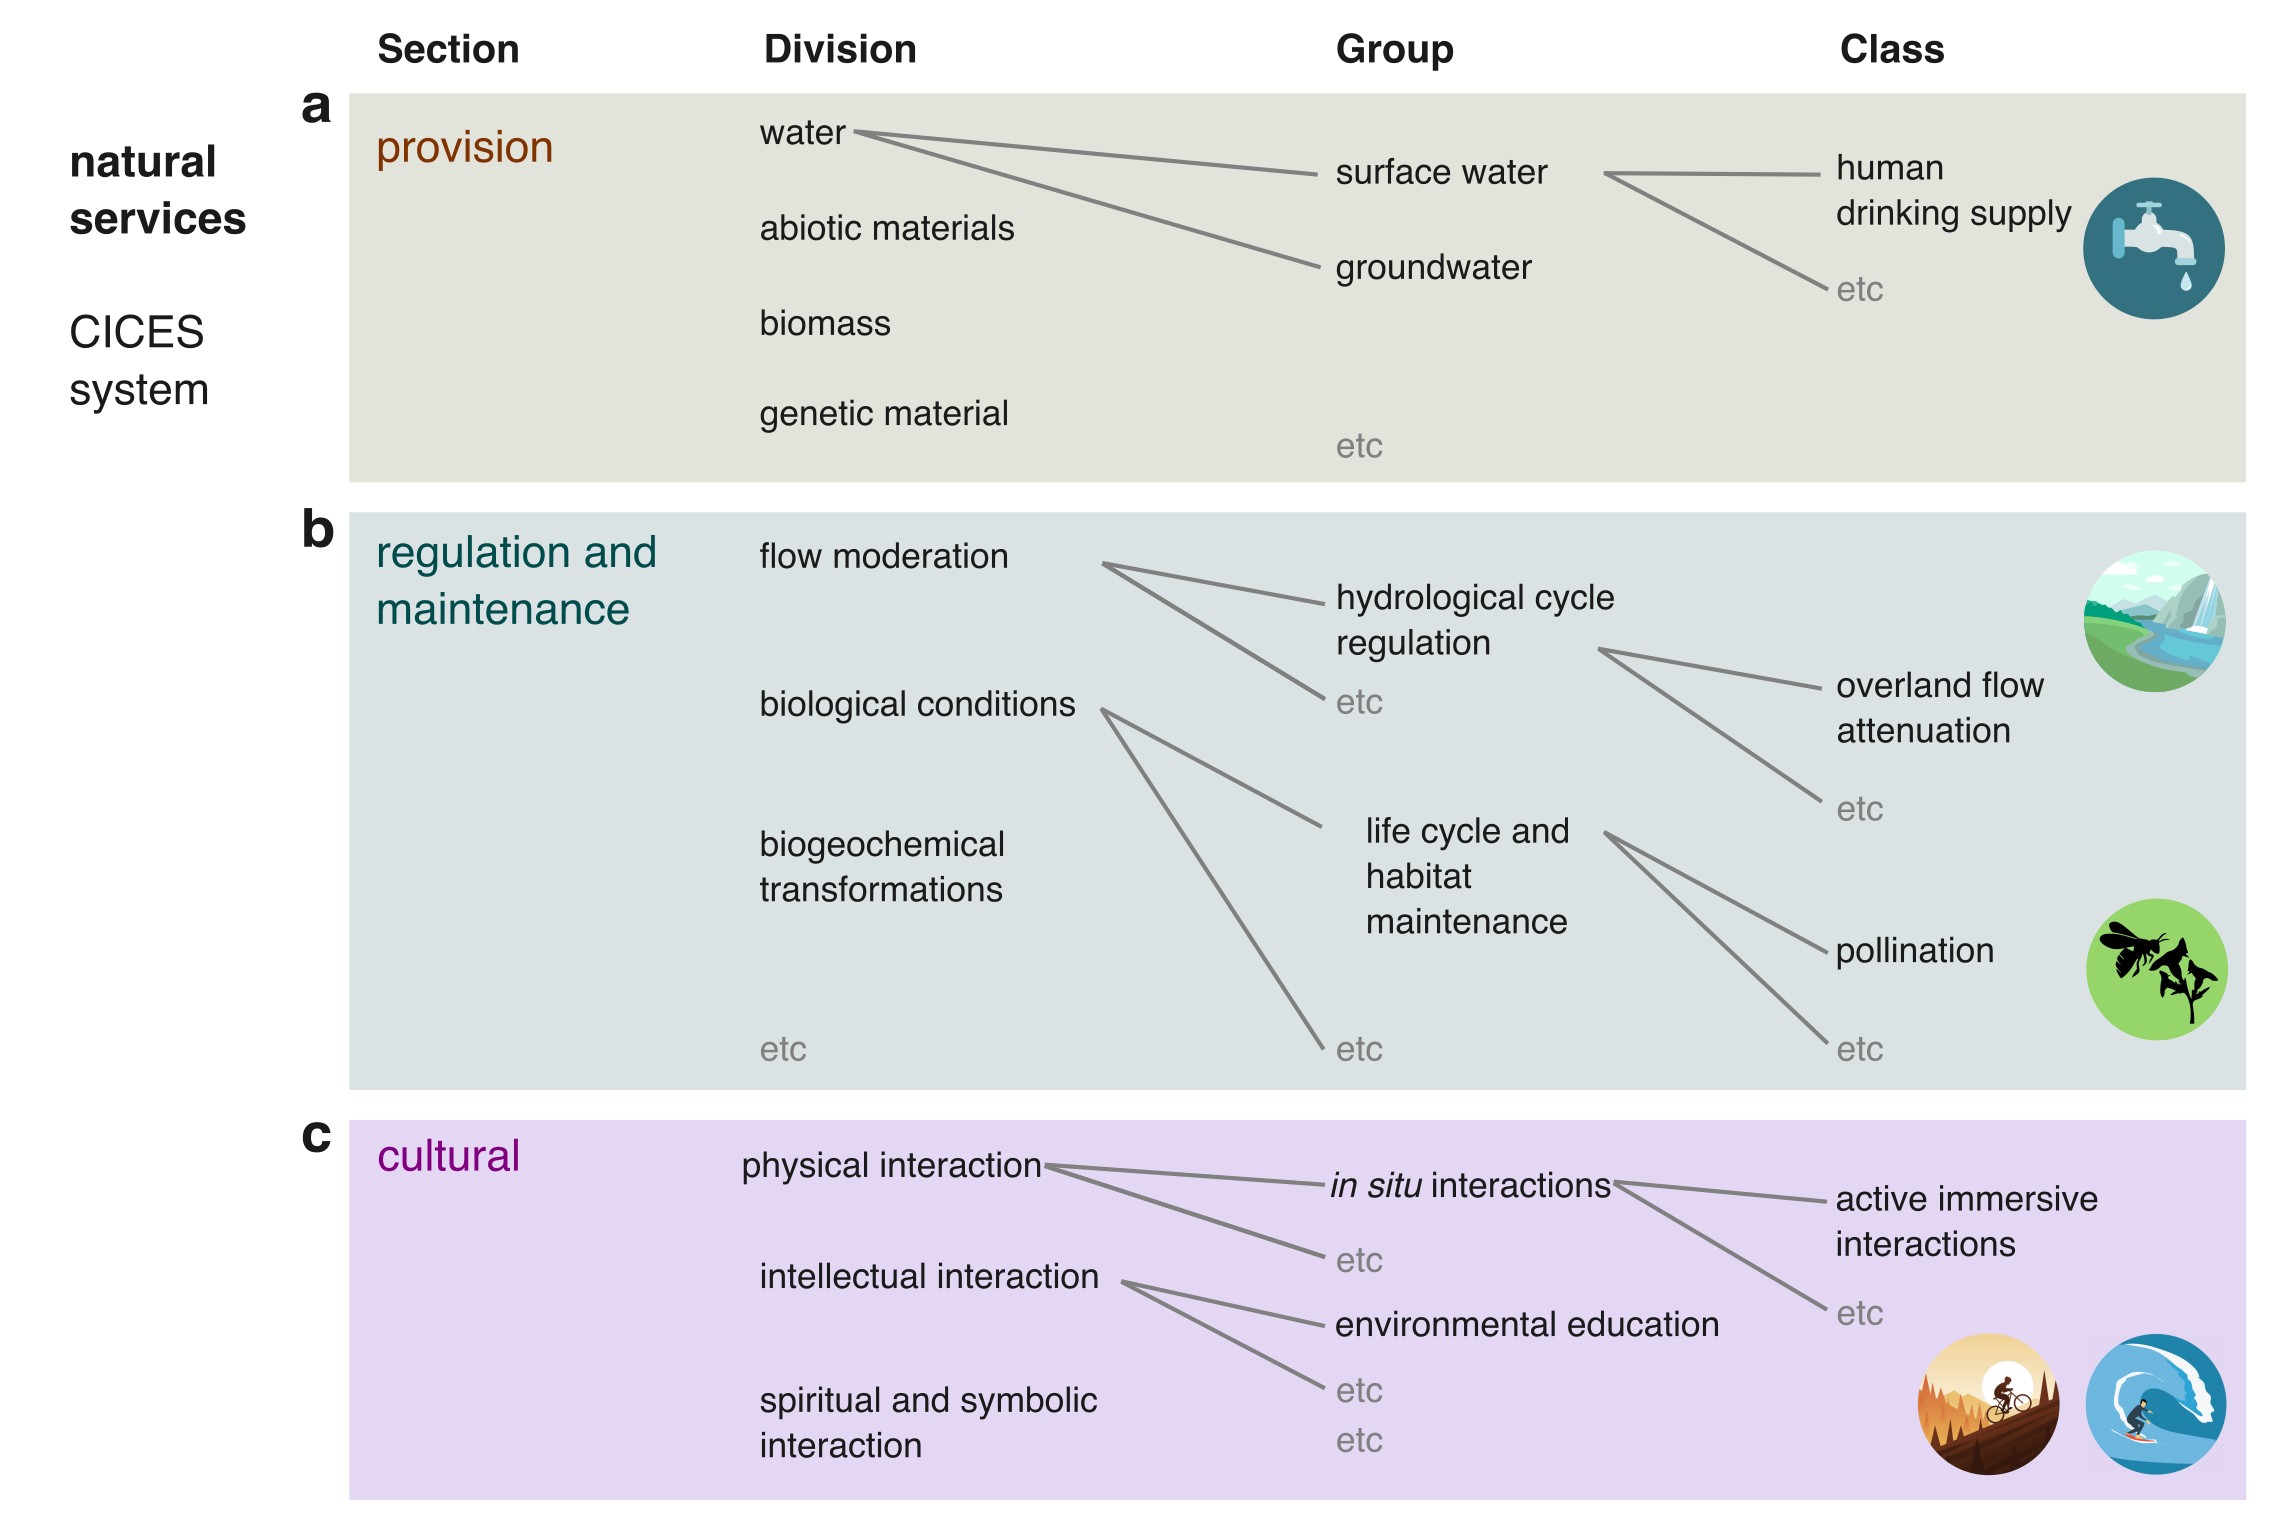 Section Division Group Class
natural
services
CICES
system
a
provision
water
abiotic materials
biomass
genetic material
surface water
groundwater
etc
human
drinking supply
etc
b
regulation and
maintenance
flow moderation
biological conditions
biogeochemical
transformations
etc
hydrological cycle
regulation
etc
life cycle and
habitat
maintenance
etc
overland flow
attenuation
etc
pollination
etc
c
cultural
physical interaction
intellectual interaction
spiritual and symbolic
interaction
in situ interactions
etc
environmental education
etc
etc
active immersive
interactions
etc